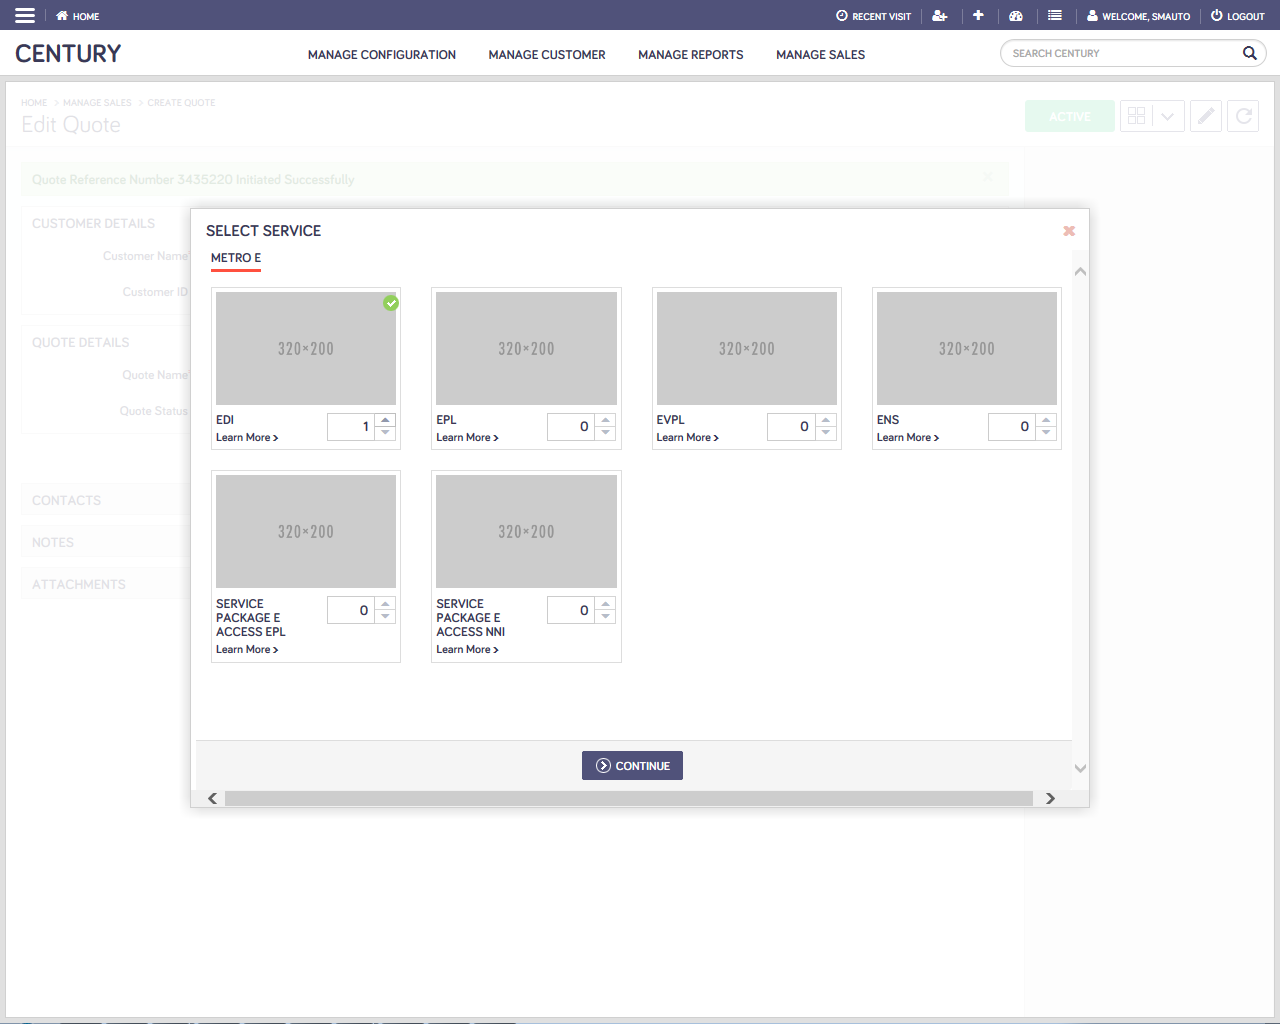 HOME
RECENT VISIT
WELCOME, SMAUTO
LOGOUT
CENTURY
MANAGE CONFIGURATION
MANAGE CUSTOMER
MANAGE REPORTS
MANAGE SALES
SEARCH CENTURY
HOME > MANAGE SALES > CREATE QUOTE
Edit Quote
ACTIVE
Quote Reference Number 3435220 Initiated Successfully
CUSTOMER DETAILS
Customer Name*
Customer ID
QUOTE DETAILS
Quote Name*
Quote Status
CONTACTS
NOTES
ATTACHMENTS
SELECT SERVICE
METRO E
320×200
320×200
320×200
320×200
EDI
Learn More >
1
EPL
Learn More >
0
EVPL
Learn More >
0
ENS
Learn More >
0
320×200
320×200
SERVICE
PACKAGE E
ACCESS EPL
Learn More >
0
SERVICE
PACKAGE E
ACCESS NNI
Learn More >
0
CONTINUE